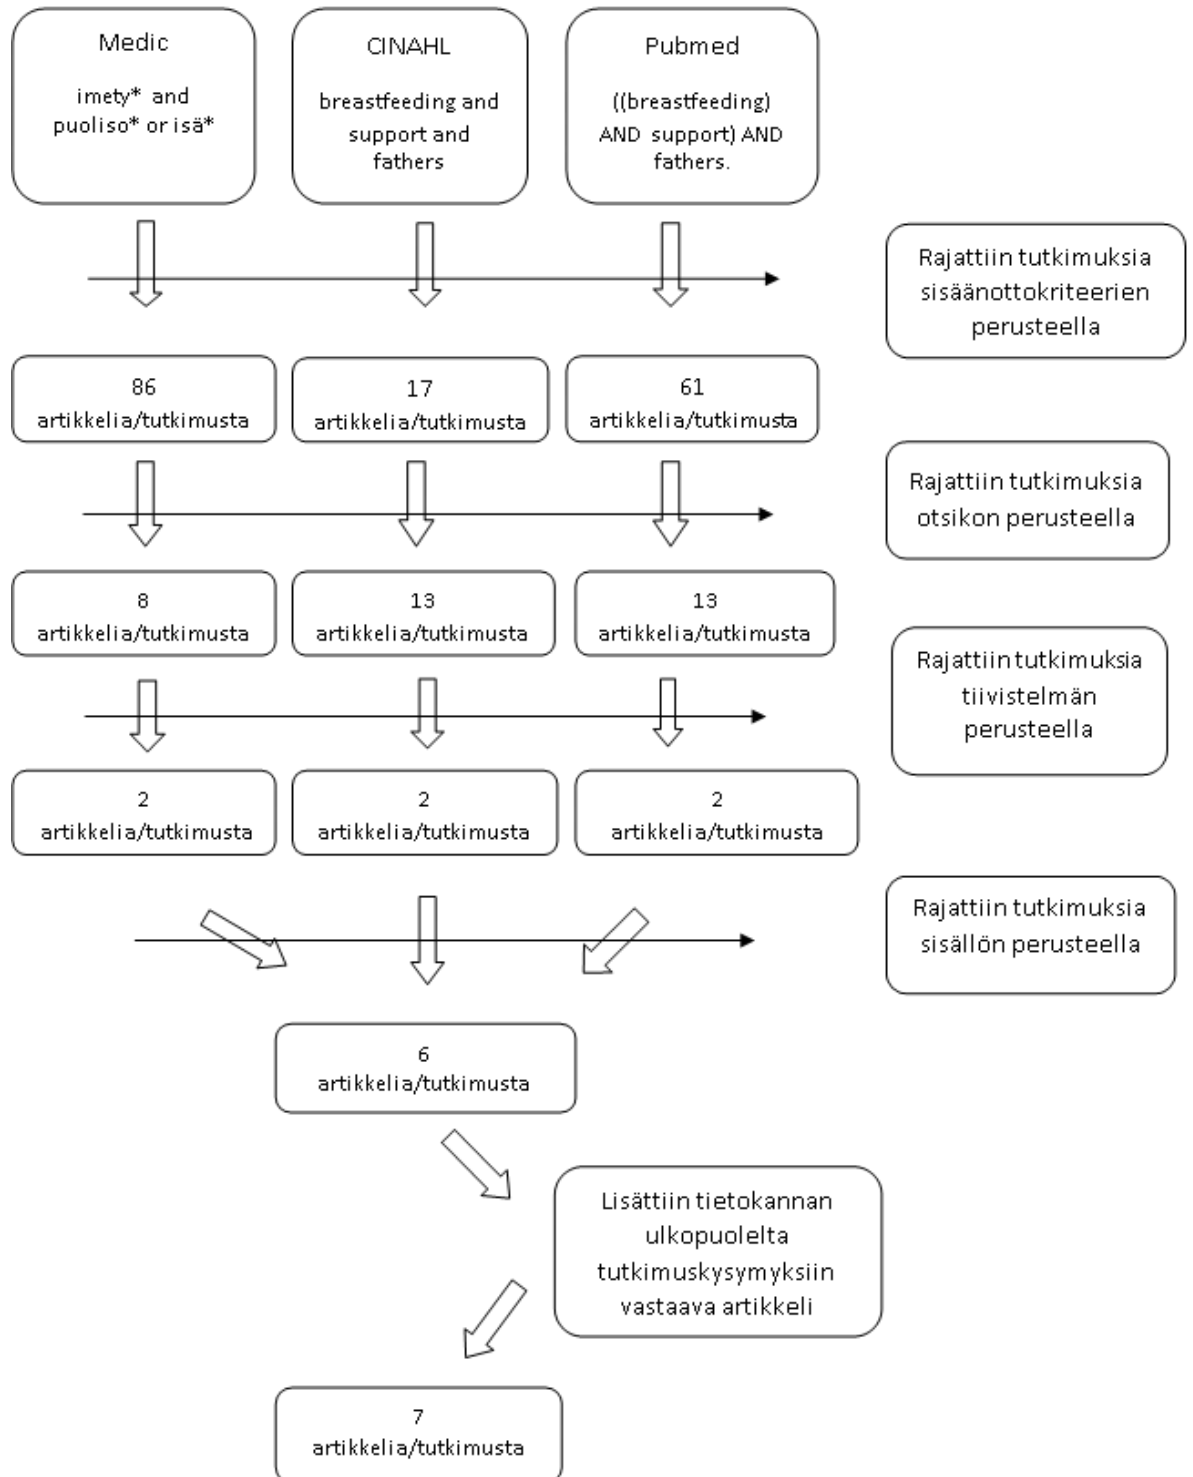 Medic
imety* and
puoliso* or isä*
CINAHL
breastfeeding and
support and
fathers
Pubmed
((breastfeeding)
AND support) AND
fathers.
Rajattiin tutkimuksia
sisäänottokriteerien
perusteella
86
artikkelia/tutkimusta
17
artikkelia/tutkimusta
61
artikkelia/tutkimusta
Rajattiin tutkimuksia
otsikon perusteella
8
artikkelia/tutkimusta
13
artikkelia/tutkimusta
13
artikkelia/tutkimusta
Rajattiin tutkimuksia
tiivistelmän
perusteella
2
artikkelia/tutkimusta
2
artikkelia/tutkimusta
2
artikkelia/tutkimusta
Rajattiin tutkimuksia
sisällön perusteella
6
artikkelia/tutkimusta
Lisättiin tietokannan
ulkopuolelta
tutkimuskysymyksiin
vastaava artikkeli
7
artikkelia/tutkimusta